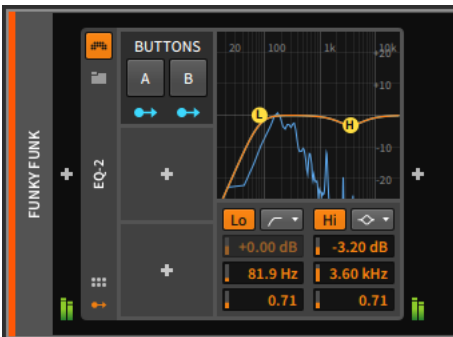 FUNKY FUNK
EQ-2
BUTTONS
A B
20 100 1k 10k
+20
+10
-10
-20
L
H
Lo Hi
+0.00 dB -3.20 dB
81.9 Hz 3.60 kHz
0.71 0.71